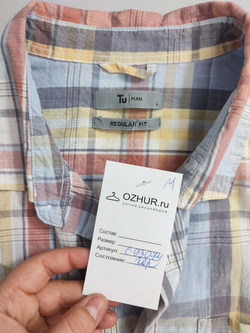 Tu MAN
L
REGULAR FIT
M
OZHUR.ru
Состав:
Размер:
Артикул:
Состояние: